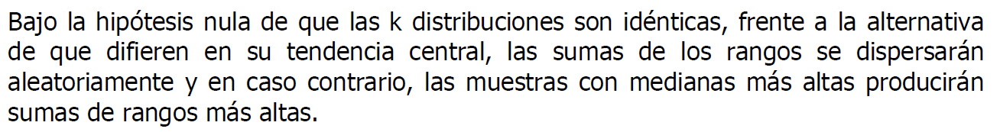 Bajo la hipótesis nula de que las k distribuciones son idénticas, frente a la alternativa
de que difieren en su tendencia central, las sumas de los rangos se dispersarán
aleatoriamente y en caso contrario, las muestras con medianas más altas producirán
sumas de rangos más altas.